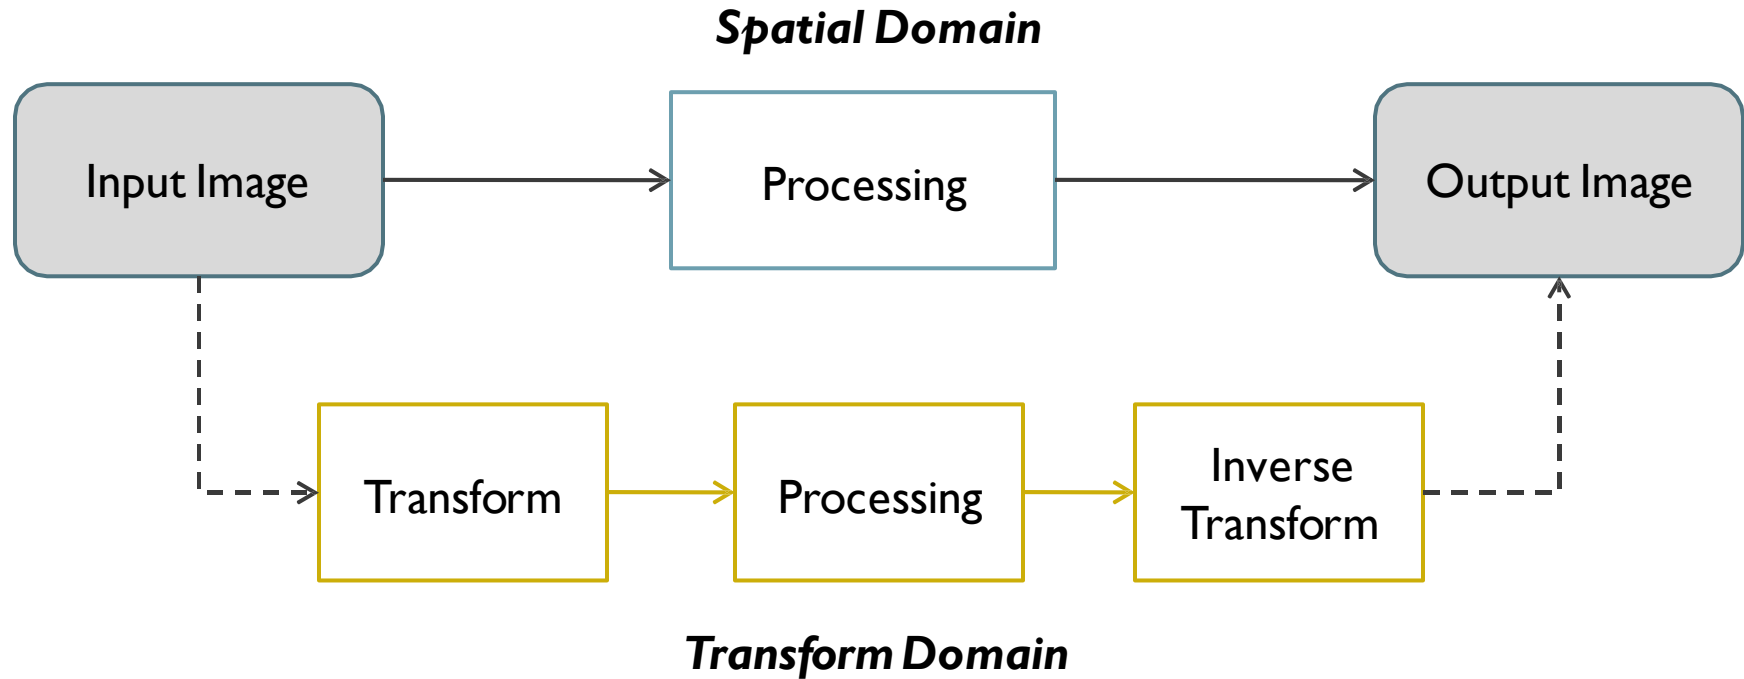 Spatial Domain
Input Image
Processing
Output Image
Transform
Processing
Inverse
Transform
Transform Domain